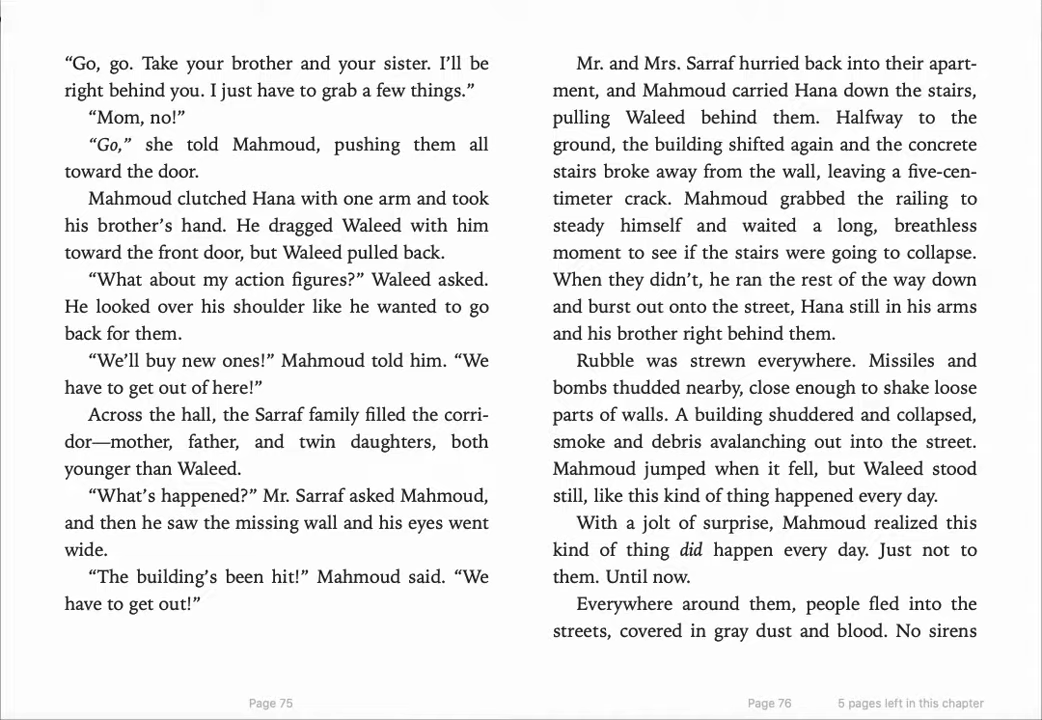 “Go, go. Take your brother and your sister. I’ll be
right behind you. I just have to grab a few things.”
“Mom, no!”
“Go,” she told Mahmoud, pushing them all
toward the door.
Mahmoud clutched Hana with one arm and took
his brother’s hand. He dragged Waleed with him
toward the front door, but Waleed pulled back.
“What about my action figures?” Waleed asked.
He looked over his shoulder like he wanted to go
back for them.
“We’ll buy new ones!” Mahmoud told him. “We
have to get out of here!”
Across the hall, the Sarraf family filled the corri-
dor—mother, father, and twin daughters, both
younger than Waleed.
“What’s happened?” Mr. Sarraf asked Mahmoud,
and then he saw the missing wall and his eyes went
wide.
“The building’s been hit!” Mahmoud said. “We
have to get out!”
Page 75
Mr. and Mrs. Sarraf hurried back into their apart-
ment, and Mahmoud carried Hana down the stairs,
pulling Waleed behind them. Halfway to the
ground, the building shifted again and the concrete
stairs broke away from the wall, leaving a five-cen-
timeter crack. Mahmoud grabbed the railing to
steady himself and waited a long, breathless
moment to see if the stairs were going to collapse.
When they didn’t, he ran the rest of the way down
and burst out onto the street, Hana still in his arms
and his brother right behind them.
Rubble was strewn everywhere. Missiles and
bombs thudded nearby, close enough to shake loose
parts of walls. A building shuddered and collapsed,
smoke and debris avalanching out into the street.
Mahmoud jumped when it fell, but Waleed stood
still, like this kind of thing happened every day.
With a jolt of surprise, Mahmoud realized this
kind of thing did happen every day. Just not to
them. Until now.
Everywhere around them, people fled into the
streets, covered in gray dust and blood. No sirens
Page 76
5 pages left in this chapter